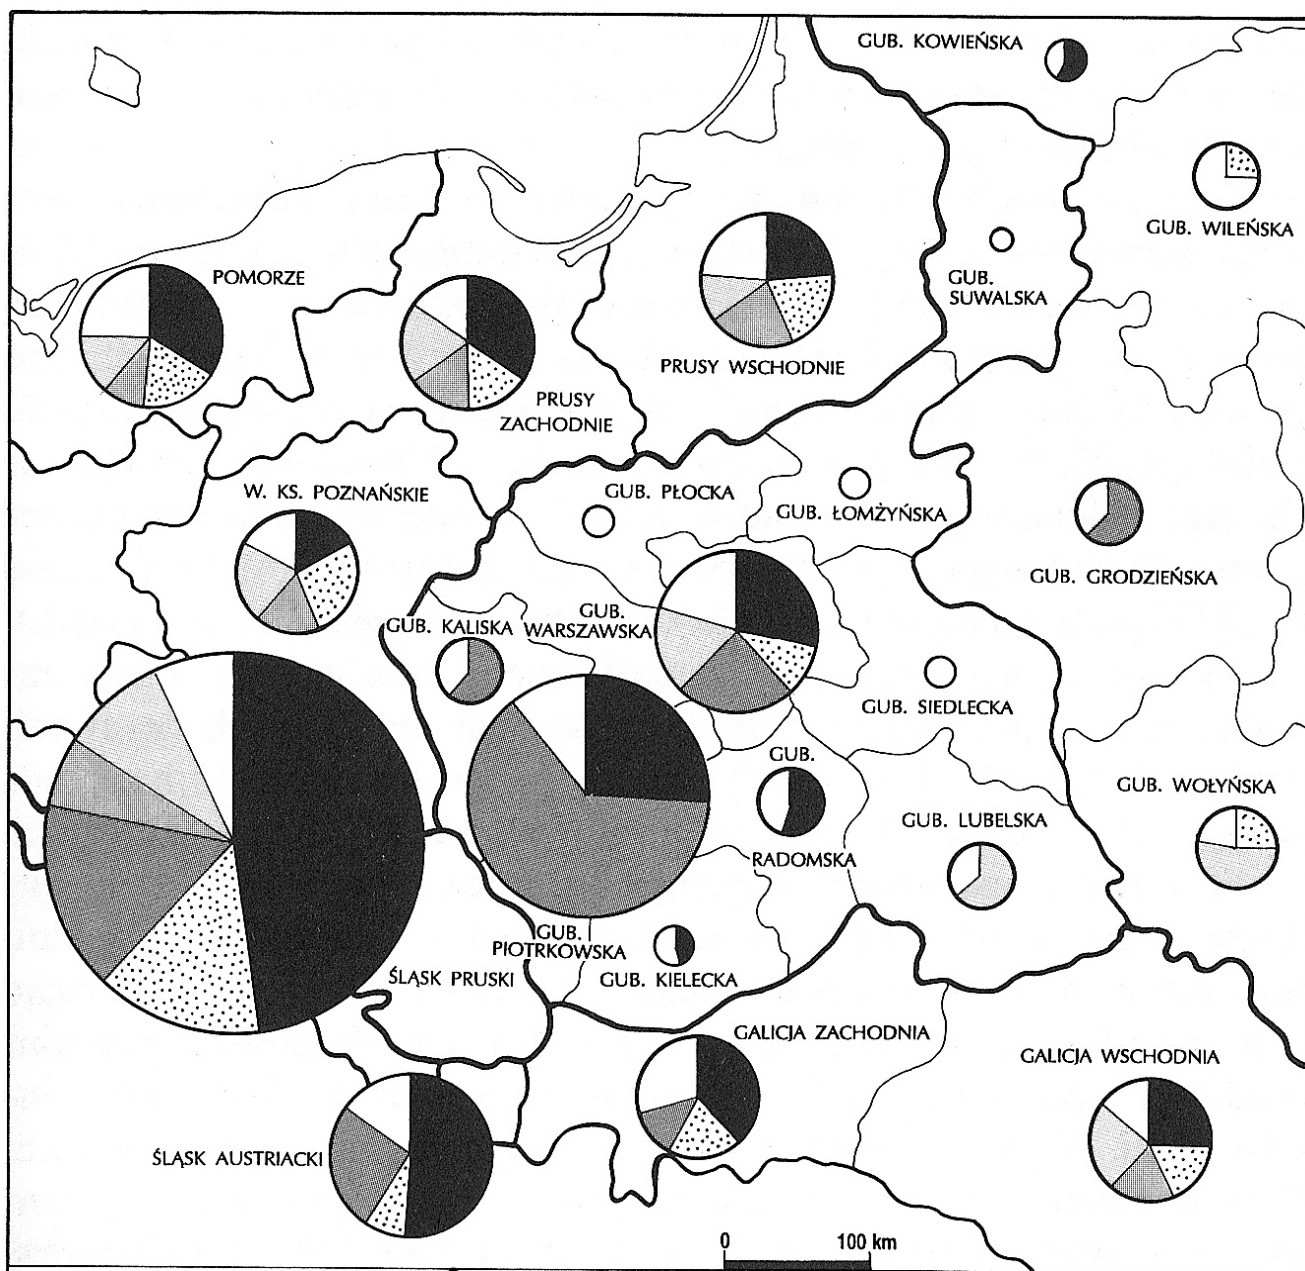 GUB. KOWIEŃSKA
GUB. WILEŃSKA
POMORZE
GUB.
SUWALSKA
PRUSY WSCHODNIE
PRUSY
ZACHODNIE
W. KS. POZNAŃSKIE
GUB. PŁOCKA
GUB. ŁOMŻYŃSKA
GUB. GRODZIEŃSKA
GUB.
WARSZAWSKA
GUB. KALISKA
GUB. SIEDLECKA
GUB.
RADOMSKA
GUB. WOŁYŃSKA
GUB. LUBELSKA
GUB.
PIOTRKOWSKA
GUB. KIELECKA
ŚLĄSK PRUSKI
GALICJA ZACHODNIA
GALICJA WSCHODNIA
ŚLĄSK AUSTRIACKI
0 100 km